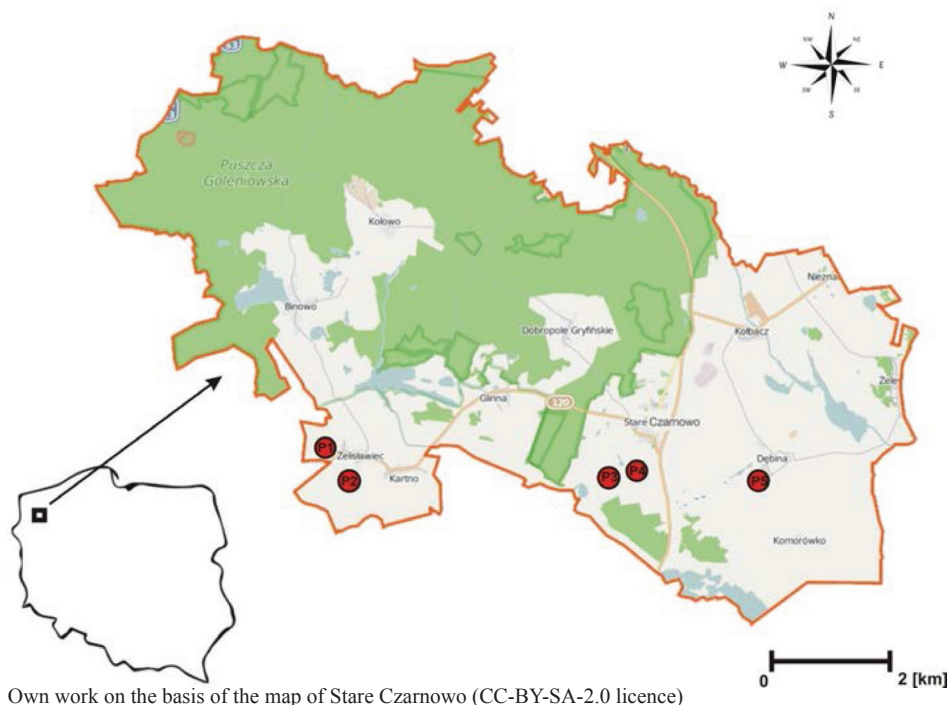 N
NW
NE
W
E
SW
SE
S
Puszcza
Goleniowska
Kołowo
Binowo
Dobropole Gryfińskie
Niezna
Kołbacz
Żele
Glinna
120
Stare Czarnowo
P1
Żelisławiec
P2
Kartno
P3
P4
Dębina
P5
Komorówko
0
2 [km]
Own work on the basis of the map of Stare Czarnowo (CC-BY-SA-2.0 licence)